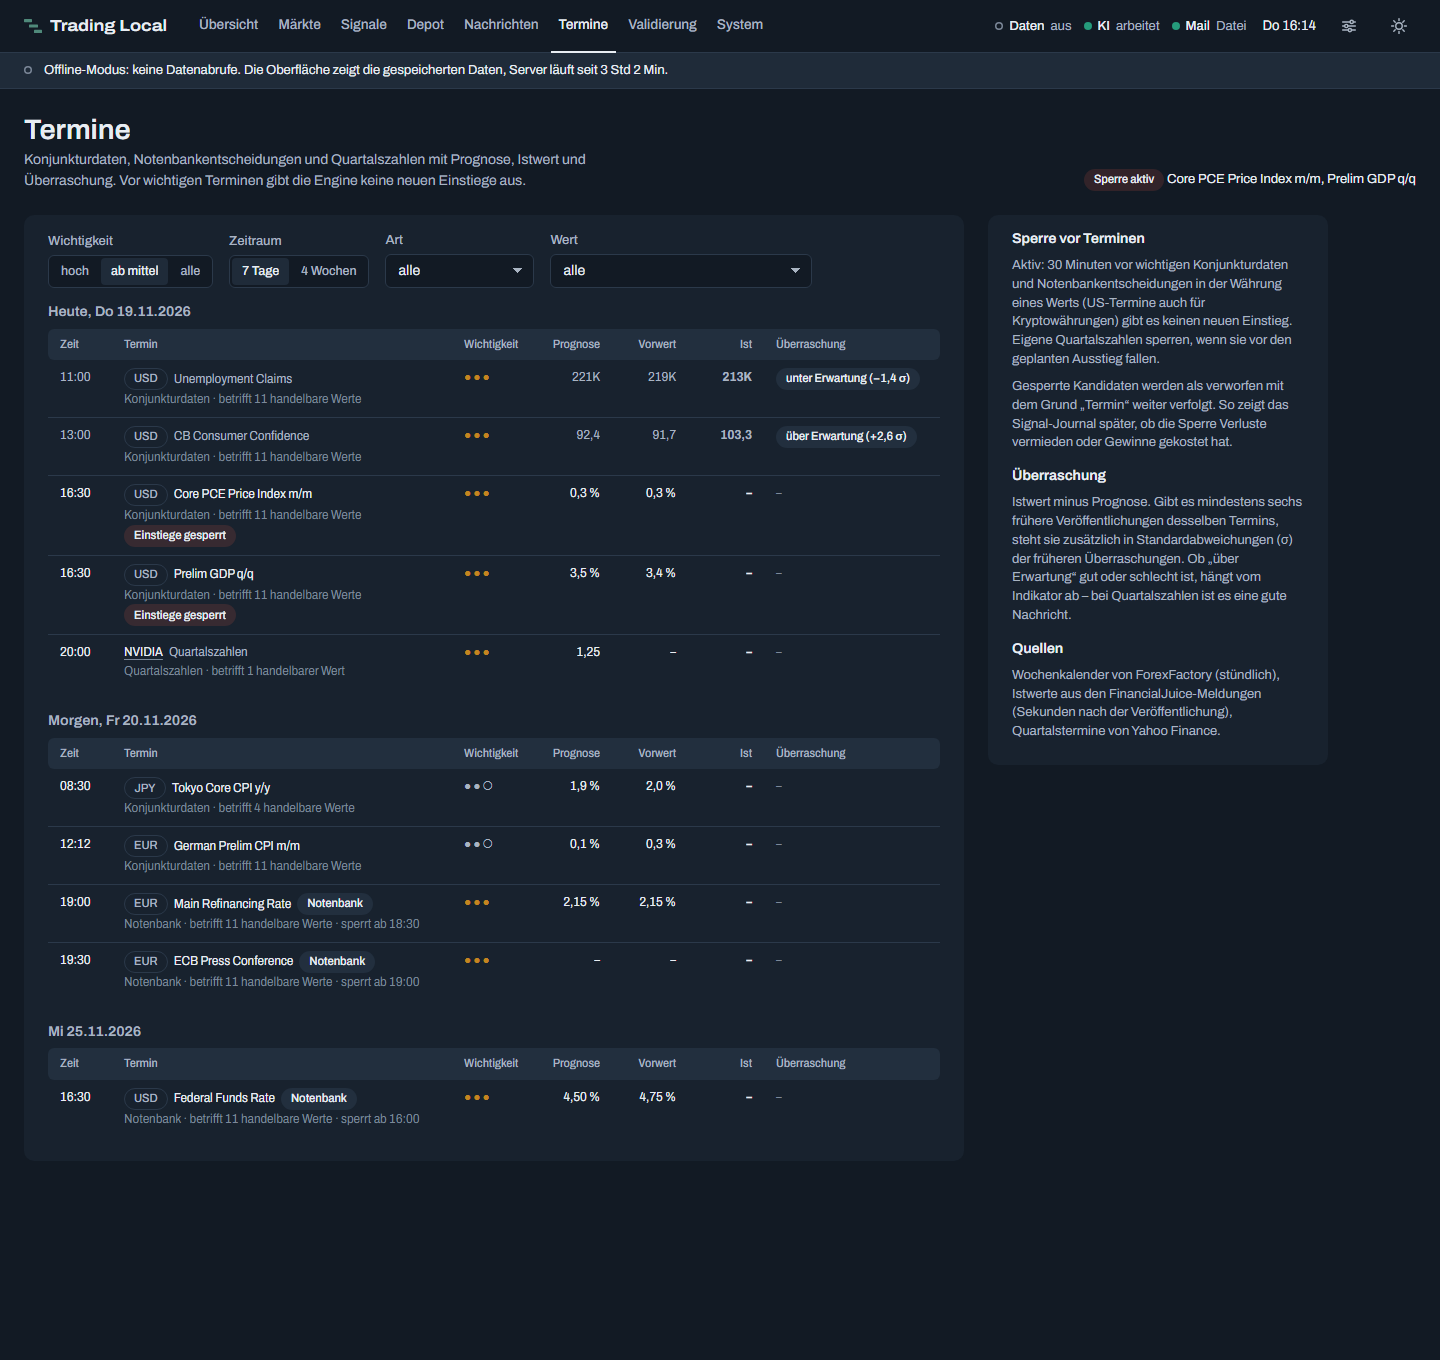 Trading Local
Übersicht Märkte Signale Depot Nachrichten Termine Validierung System
Daten aus KI arbeitet Mail Datei Do 16:14
Offline-Modus: keine Datenabrufe. Die Oberfläche zeigt die gespeicherten Daten, Server läuft seit 3 Std 2 Min.
Termine
Konjunkturdaten, Notenbankentscheidungen und Quartalszahlen mit Prognose, Istwert und
Überraschung. Vor wichtigen Terminen gibt die Engine keine neuen Einstiege aus.
Sperre aktiv Core PCE Price Index m/m, Prelim GDP q/q
Wichtigkeit Zeitraum Art Wert
hoch ab mittel alle 7 Tage 4 Wochen alle alle
Heute, Do 19.11.2026
Zeit Termin Wichtigkeit Prognose Vorwert Ist Überraschung
11:00 USD Unemployment Claims ●●● 221K 219K 213K unter Erwartung (−1,4 σ)
Konjunkturdaten · betrifft 11 handelbare Werte
13:00 USD CB Consumer Confidence ●●● 92,4 91,7 103,3 über Erwartung (+2,6 σ)
Konjunkturdaten · betrifft 11 handelbare Werte
16:30 USD Core PCE Price Index m/m ●●● 0,3 % 0,3 % – –
Konjunkturdaten · betrifft 11 handelbare Werte
Einstiege gesperrt
16:30 USD Prelim GDP q/q ●●● 3,5 % 3,4 % – –
Konjunkturdaten · betrifft 11 handelbare Werte
Einstiege gesperrt
20:00 NVIDIA Quartalszahlen ●●● 1,25 – – –
Quartalszahlen · betrifft 1 handelbarer Wert
Morgen, Fr 20.11.2026
Zeit Termin Wichtigkeit Prognose Vorwert Ist Überraschung
08:30 JPY Tokyo Core CPI y/y ●●○ 1,9 % 2,0 % – –
Konjunkturdaten · betrifft 4 handelbare Werte
12:12 EUR German Prelim CPI m/m ●●○ 0,1 % 0,3 % – –
Konjunkturdaten · betrifft 11 handelbare Werte
19:00 EUR Main Refinancing Rate Notenbank ●●● 2,15 % 2,15 % – –
Notenbank · betrifft 11 handelbare Werte · sperrt ab 18:30
19:30 EUR ECB Press Conference Notenbank ●●● – – – –
Notenbank · betrifft 11 handelbare Werte · sperrt ab 19:00
Mi 25.11.2026
Zeit Termin Wichtigkeit Prognose Vorwert Ist Überraschung
16:30 USD Federal Funds Rate Notenbank ●●● 4,50 % 4,75 % – –
Notenbank · betrifft 11 handelbare Werte · sperrt ab 16:00
Sperre vor Terminen
Aktiv: 30 Minuten vor wichtigen Konjunkturdaten
und Notenbankentscheidungen in der Währung
eines Werts (US-Termine auch für
Kryptowährungen) gibt es keinen neuen Einstieg.
Eigene Quartalszahlen sperren, wenn sie vor den
geplanten Ausstieg fallen.
Gesperrte Kandidaten werden als verworfen mit
dem Grund „Termin“ weiter verfolgt. So zeigt das
Signal-Journal später, ob die Sperre Verluste
vermieden oder Gewinne gekostet hat.
Überraschung
Istwert minus Prognose. Gibt es mindestens sechs
frühere Veröffentlichungen desselben Termins,
steht sie zusätzlich in Standardabweichungen (σ)
der früheren Überraschungen. Ob „über
Erwartung“ gut oder schlecht ist, hängt vom
Indikator ab – bei Quartalszahlen ist es eine gute
Nachricht.
Quellen
Wochenkalender von ForexFactory (stündlich),
Istwerte aus den FinancialJuice-Meldungen
(Sekunden nach der Veröffentlichung),
Quartalstermine von Yahoo Finance.